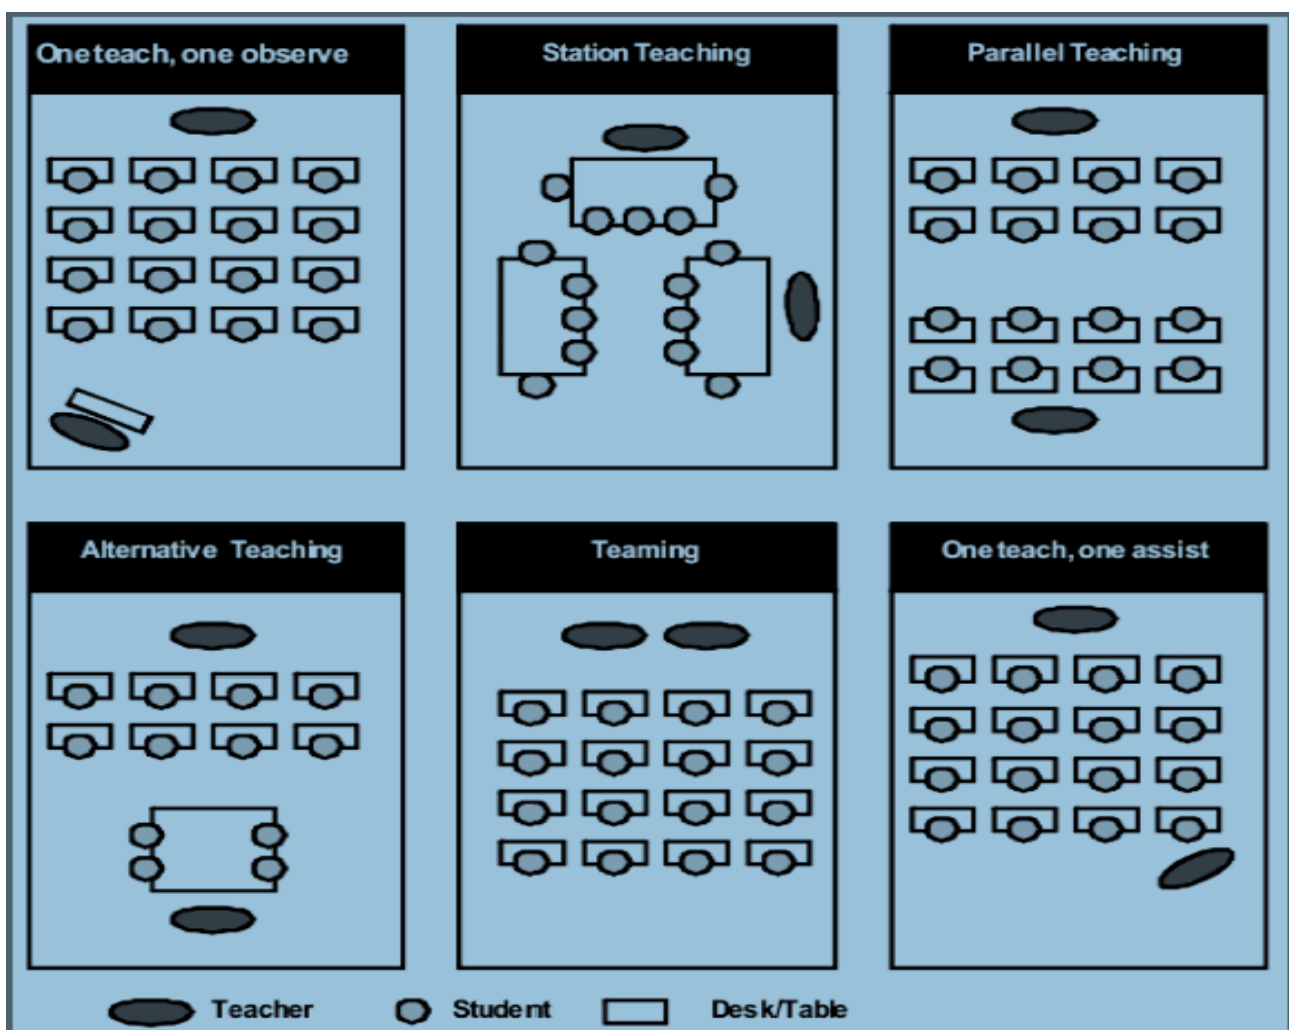 One teach, one observe
Station Teaching
Parallel Teaching
Alternative Teaching
Teaming
One teach, one assist
Teacher
Student
Desk/Table